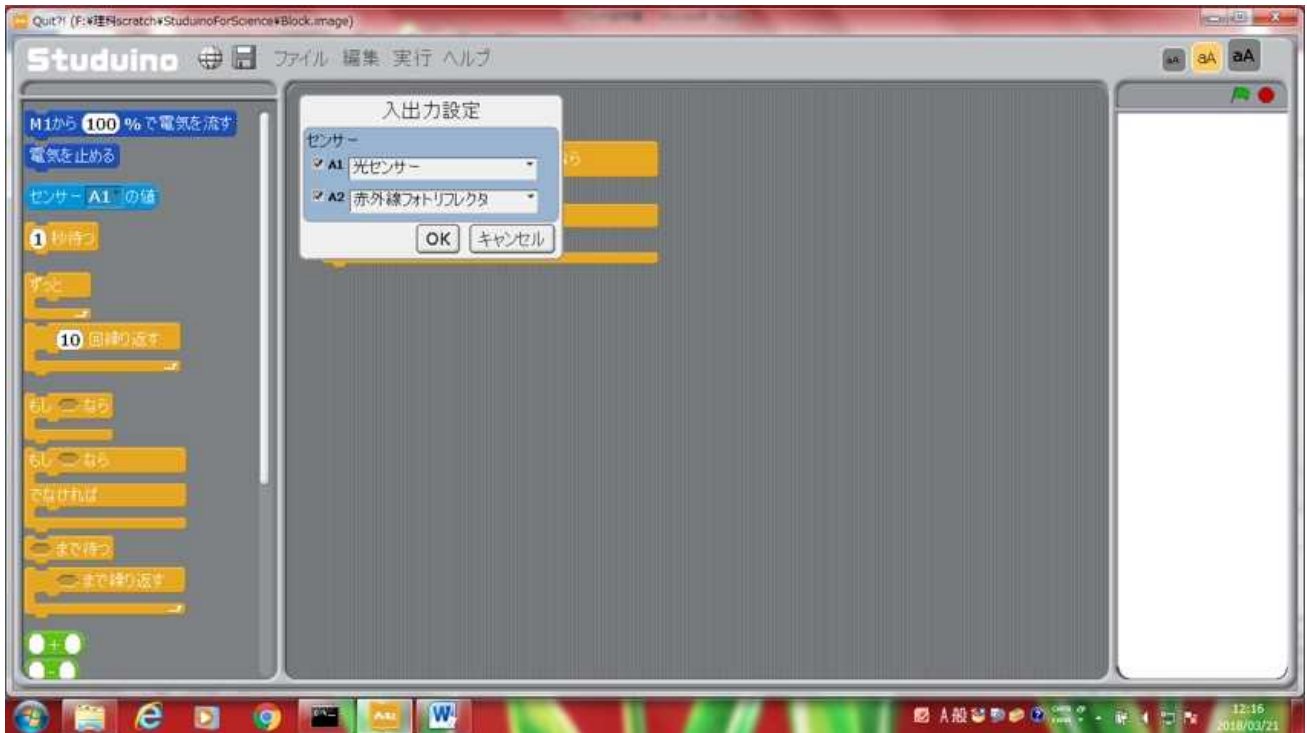 Quit?! (F:¥理科scratch¥StuduinoForScience¥Block.image)
Studuino ファイル 編集 実行 ヘルプ aA aA aA
M1から 100 %で電気を流す
電気を止める
センサー A1 の値
1 秒待つ
ずっと
10 回繰り返す
もし なら
もし なら
でなければ
まで待つ
まで繰り返す
+
-
入出力設定
センサー
A1 光センサー
A2 赤外線フォトリフレクタ
OK キャンセル
なら
A 般
12:16
2018/03/21